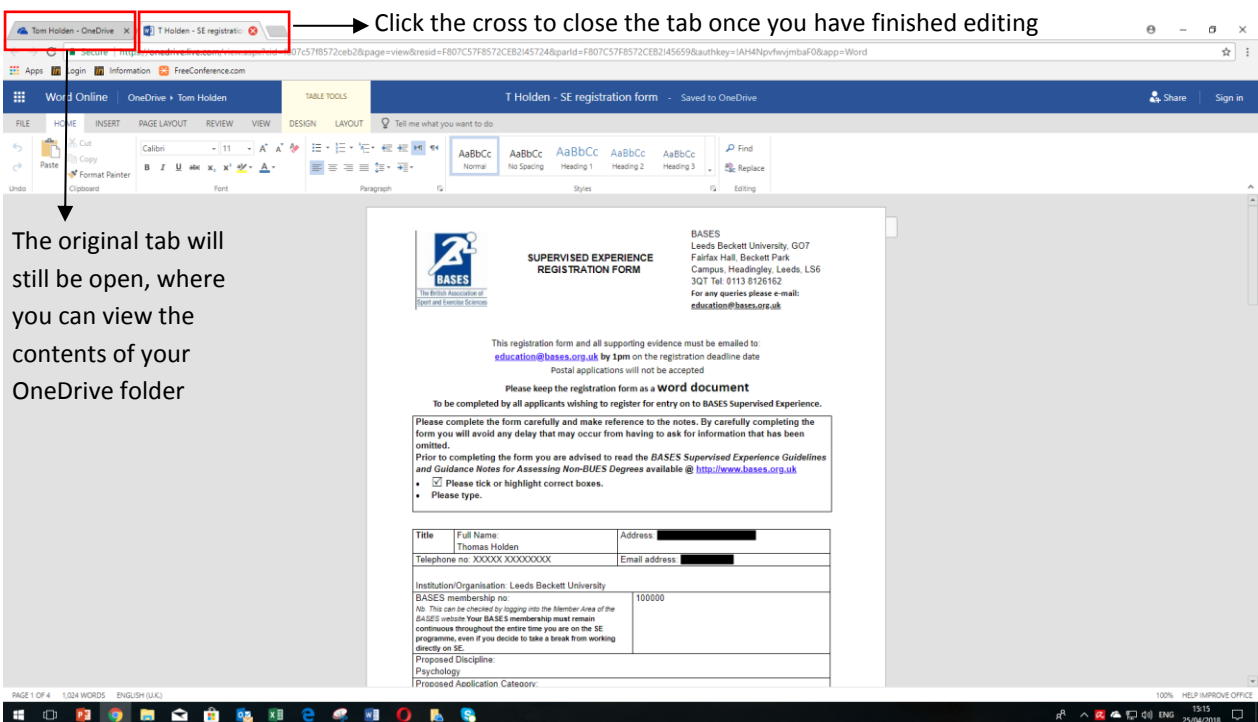 Click the cross to close the tab once you have finished editing
Tom Holden - OneDrive
T Holden - SE registratio
Secure
page=view&resid=F807C57F8572CEB2!45724&parId=F807C57F8572CEB2!45659&authkey=!AH4NpvfwvjmbaF0&app=Word
Apps Login Information FreeConference.com
Word Online OneDrive ▸ Tom Holden TABLE TOOLS T Holden - SE registration form - Saved to OneDrive Share Sign in
FILE HOME INSERT PAGE LAYOUT REVIEW VIEW DESIGN LAYOUT Tell me what you want to do
Cut
Copy
Paste Format Painter
Calibri 11
B I U abc
AaBbCc AaBbCc AaBbCc AaBbCc AaBbCc
Normal No Spacing Heading 1 Heading 2 Heading 3
Find
Replace
Undo Clipboard Font Paragraph Styles Editing
The original tab will
still be open, where
you can view the
contents of your
OneDrive folder
BASES
The British Association of
Sport and Exercise Sciences
SUPERVISED EXPERIENCE
REGISTRATION FORM
BASES
Leeds Beckett University, GO7
Fairfax Hall, Beckett Park
Campus, Headingley, Leeds, LS6
3QT Tel: 0113 8126162
For any queries please e-mail:
education@bases.org.uk
This registration form and all supporting evidence must be emailed to:
education@bases.org.uk by 1pm on the registration deadline date
Postal applications will not be accepted
Please keep the registration form as a word document
To be completed by all applicants wishing to register for entry on to BASES Supervised Experience.
Please complete the form carefully and make reference to the notes. By carefully completing the
form you will avoid any delay that may occur from having to ask for information that has been
omitted.
Prior to completing the form you are advised to read the BASES Supervised Experience Guidelines
and Guidance Notes for Assessing Non-BUES Degrees available @ http://www.bases.org.uk
• ☑ Please tick or highlight correct boxes.
• Please type.
Title Full Name: Address:
Thomas Holden
Telephone no: XXXXX XXXXXXXX Email address:
Institution/Organisation: Leeds Beckett University
BASES membership no: 100000
Nb. This can be checked by logging into the Member Area of the
BASES website Your BASES membership must remain
continuous throughout the entire time you are on the SE
programme, even if you decide to take a break from working
directly on SE.
Proposed Discipline:
Psychology
Proposed Application Category:
PAGE 1 OF 4 1,024 WORDS ENGLISH (U.K.) 100% HELP IMPROVE OFFICE
ENG
15:15
25/04/2018